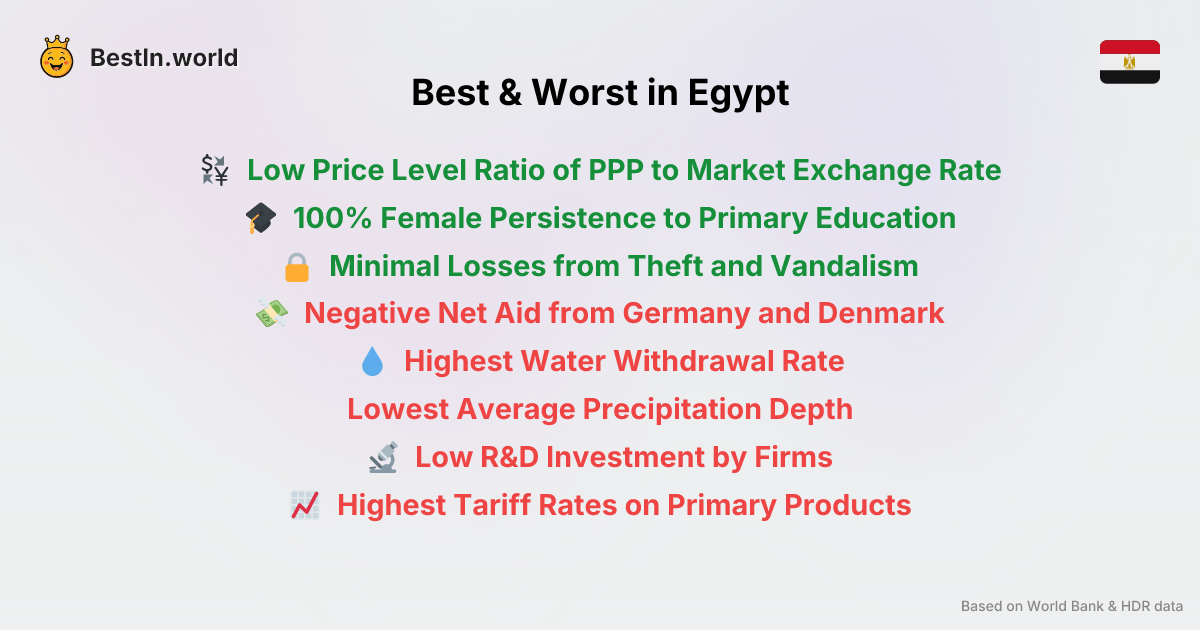 BestIn.world
Best & Worst in Egypt
Low Price Level Ratio of PPP to Market Exchange Rate
100% Female Persistence to Primary Education
Minimal Losses from Theft and Vandalism
Negative Net Aid from Germany and Denmark
Highest Water Withdrawal Rate
Lowest Average Precipitation Depth
Low R&D Investment by Firms
Highest Tariff Rates on Primary Products
Based on World Bank & HDR data